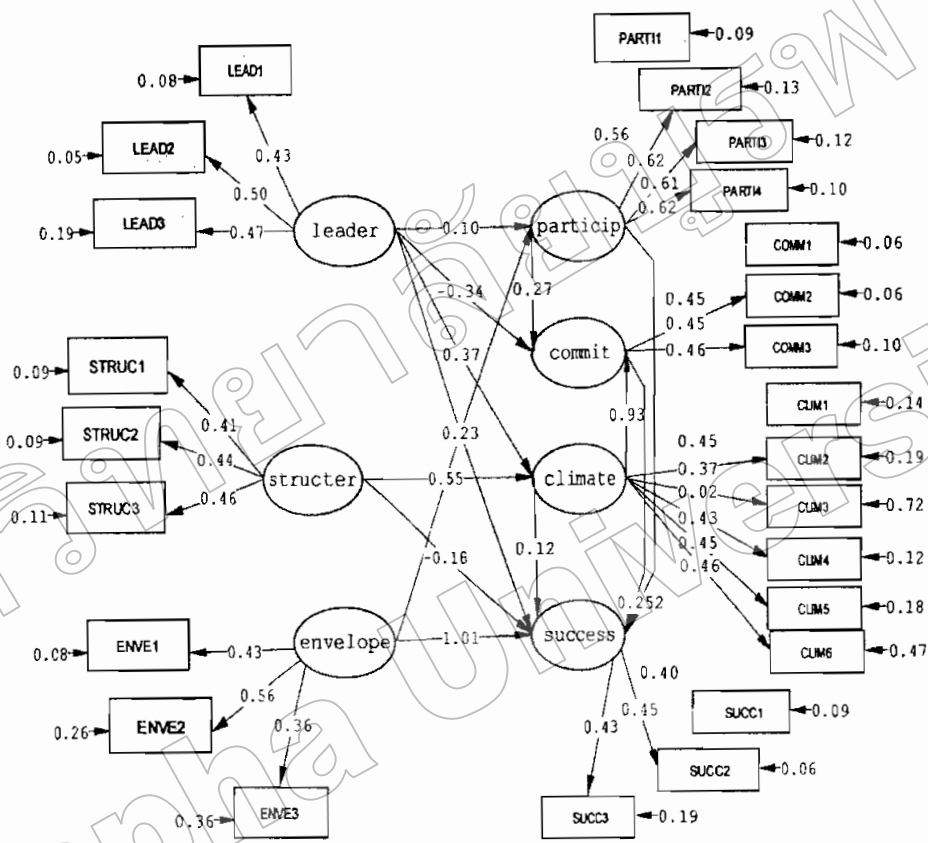 PARTI1
0.09
LEAD1
0.08
PARTI2
0.13
LEAD2
0.05
0.43
0.56
0.62
PARTI3
0.12
0.50
0.61
PARTI4
0.10
0.62
LEAD3
0.19
0.47
leader
0.10
particip
COMM1
0.06
-0.34
0.27
0.45
COMM2
0.06
0.45
0.37
commit
0.46
COMM3
0.10
STRUC1
0.09
0.41
0.93
CLIM1
0.14
STRUC2
0.09
0.44
0.23
0.45
CLIM2
0.19
0.37
structer
0.55
climate
0.02
CLIM3
0.72
STRUC3
0.11
0.46
0.43
0.12
0.45
CLIM4
0.12
-0.16
0.46
0.252
CLIM5
0.18
envelope
1.01
success
CLIM6
0.47
ENVE1
0.08
0.43
0.40
0.56
0.36
0.45
0.43
SUCC1
0.09
ENVE2
0.26
SUCC2
0.06
ENVE3
0.36
SUCC3
0.19